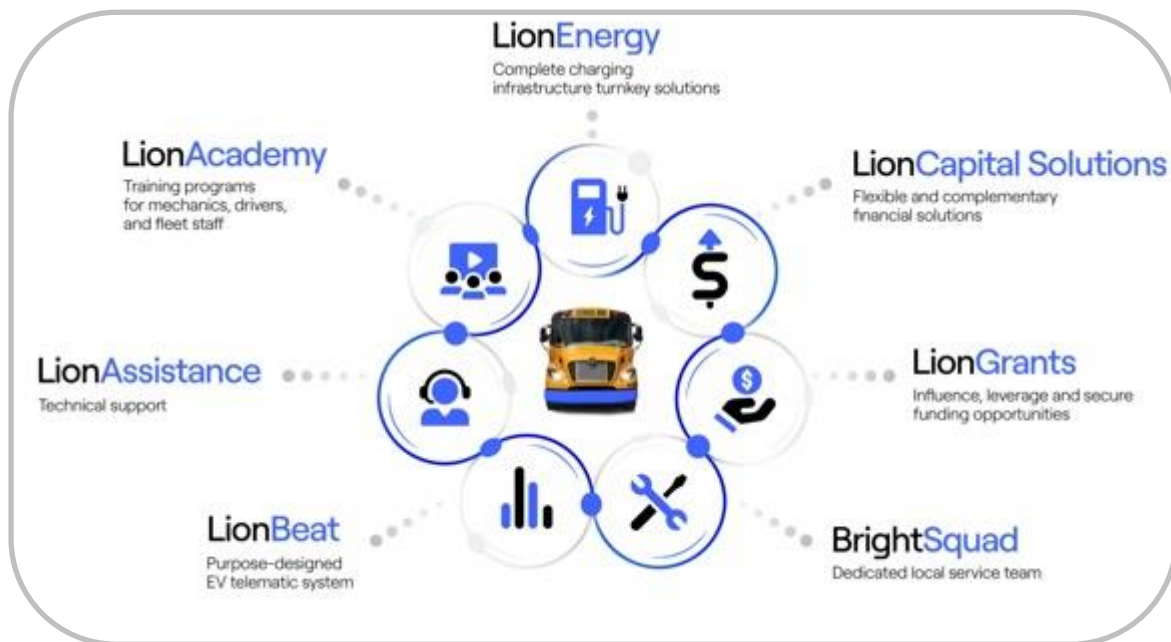 LionEnergy
Complete charging
infrastructure turnkey solutions
LionAcademy
Training programs
for mechanics, drivers,
and fleet staff
LionCapital Solutions
Flexible and complementary
financial solutions
$
LionAssistance
Technical support
$
LionGrants
Influence, leverage and secure
funding opportunities
LionBeat
Purpose-designed
EV telematic system
BrightSquad
Dedicated local service team